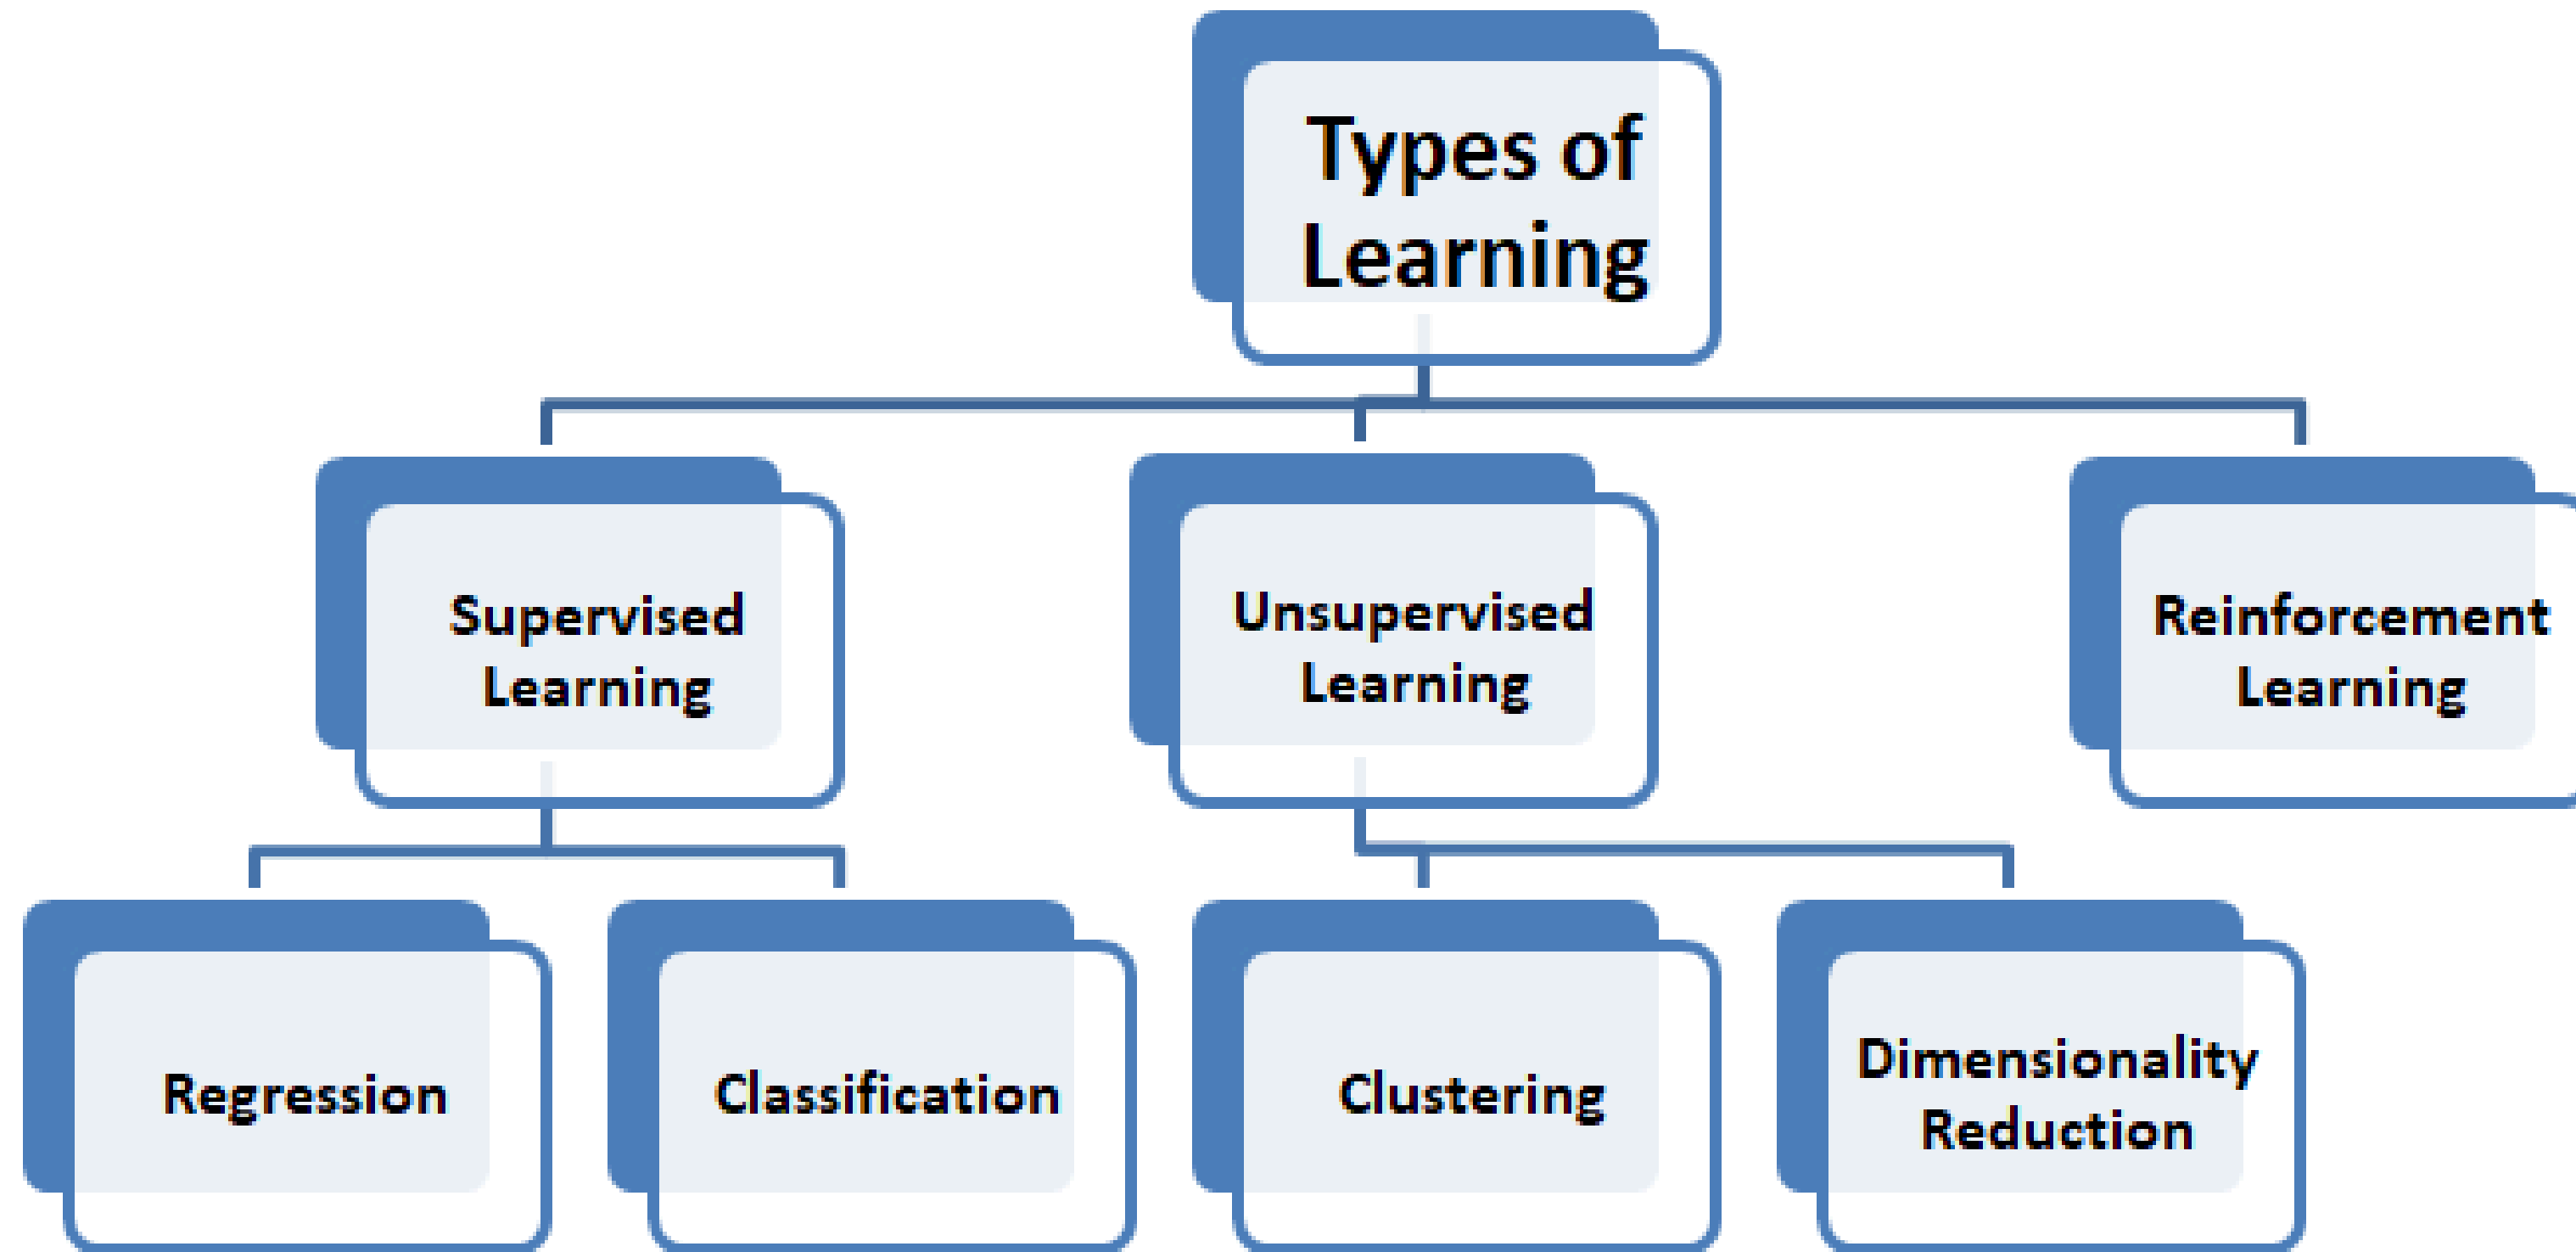 Types of
Learning
Supervised
Learning
Unsupervised
Learning
Reinforcement
Learning
Regression
Classification
Clustering
Dimensionality
Reduction